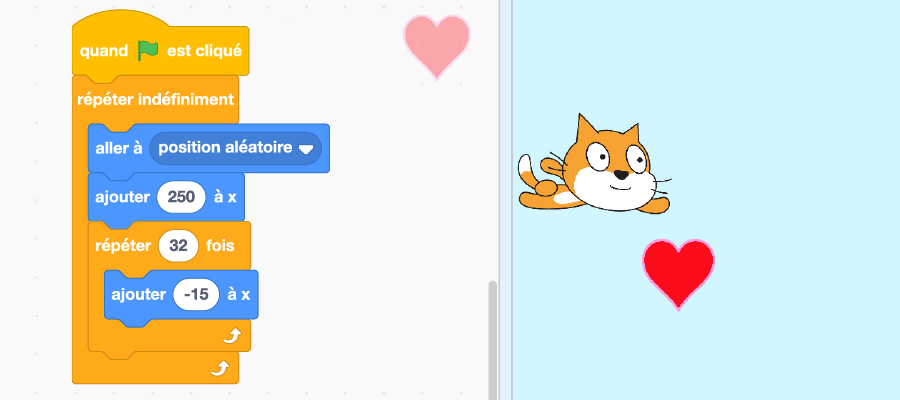 quand est cliqué
répéter indéfiniment
aller à position aléatoire
ajouter 250 à x
répéter 32 fois
ajouter -15 à x